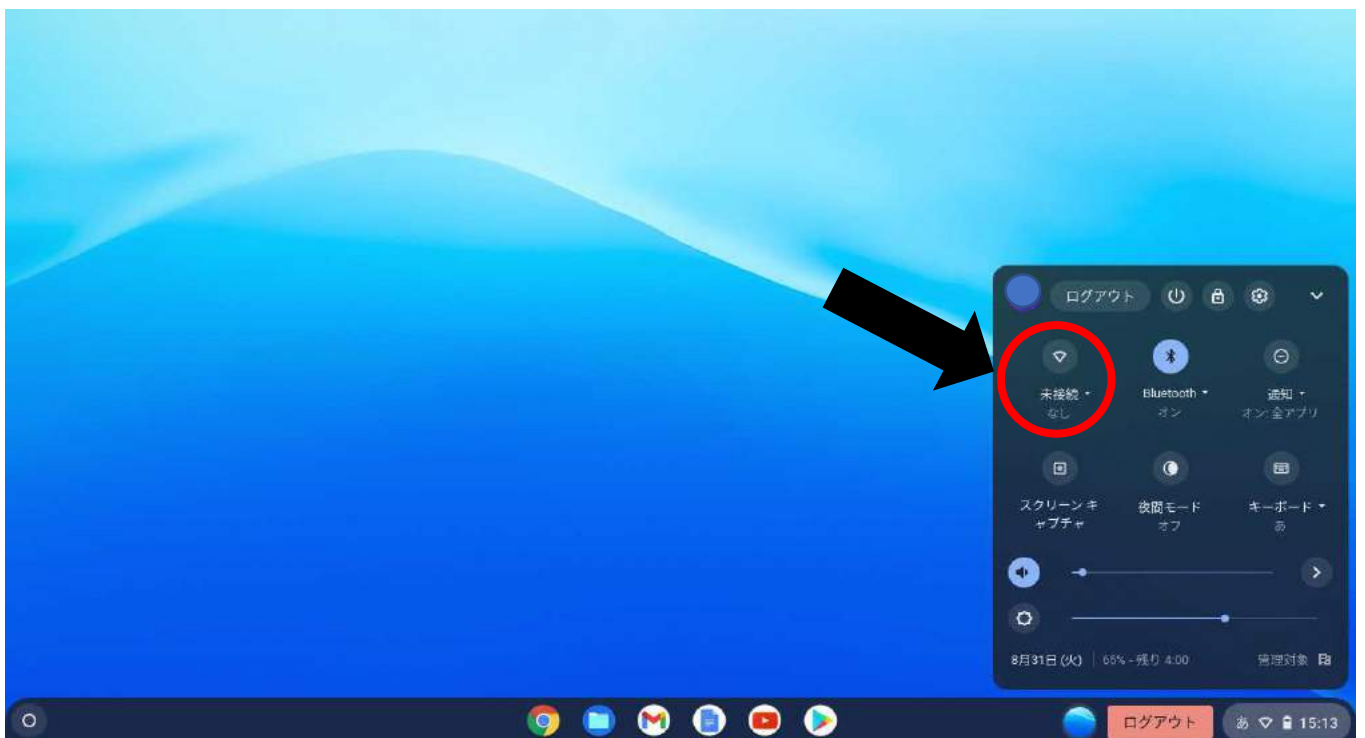 ログアウト
未接続
なし
Bluetooth
オン
通知
オン: 全アプリ
スクリーン キ
ャプチャ
夜間モード
オフ
キーボード
あ
8月31日 (火)
65% - 残り 4:00
管理対象
ログアウト
あ
15:13